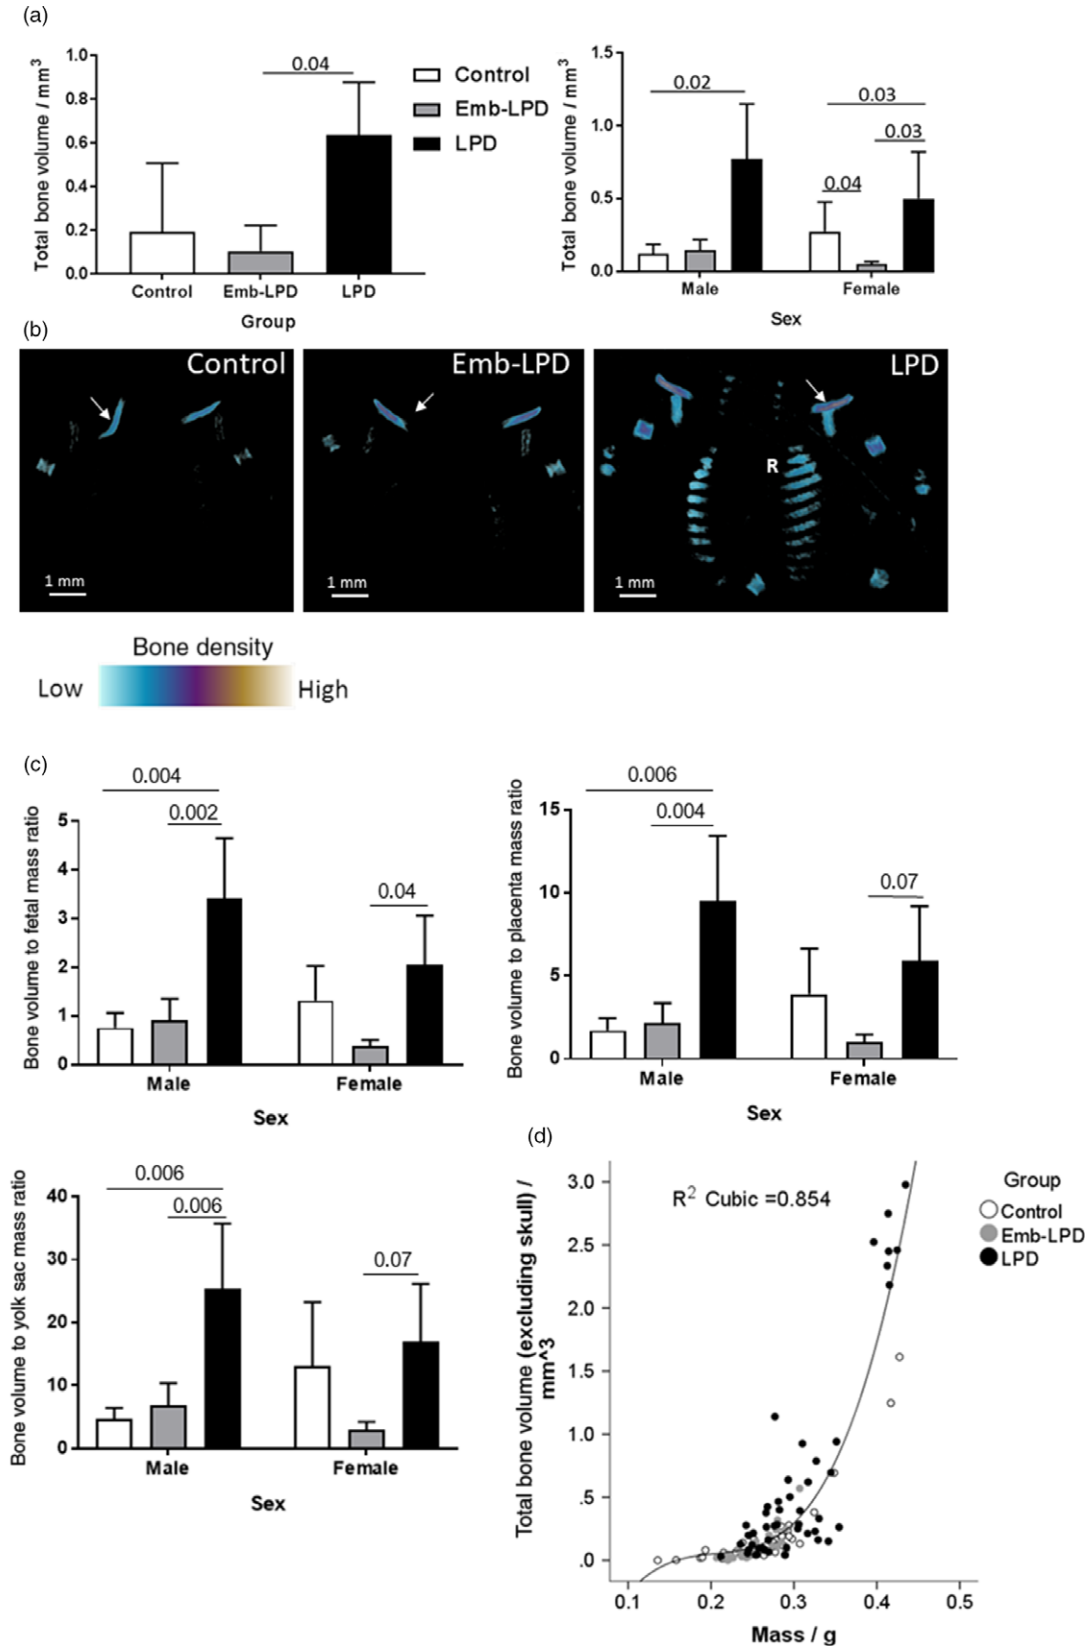 (a)
1.0
0.8
0.6
0.4
0.2
0.0
Total bone volume / mm³
0.04
Control
Emb-LPD
LPD
Group
Control
Emb-LPD
LPD
1.5
1.0
0.5
0.0
Total bone volume / mm³
0.02
0.03
0.03
0.04
Male
Female
Sex
(b)
Control
1 mm
Emb-LPD
1 mm
LPD
R
1 mm
Bone density
Low
High
(c)
0.004
0.002
0.04
5
4
3
2
1
0
Bone volume to fetal mass ratio
Male
Female
Sex
0.006
0.004
0.07
15
10
5
0
Bone volume to placenta mass ratio
Male
Female
Sex
0.006
0.006
0.07
40
30
20
10
0
Bone volume to yolk sac mass ratio
Male
Female
Sex
(d)
3.0
2.5
2.0
1.5
1.0
.5
.0
Total bone volume (excluding skull) /
mm^3
R² Cubic =0.854
Group
Control
Emb-LPD
LPD
0.1
0.2
0.3
0.4
0.5
Mass / g